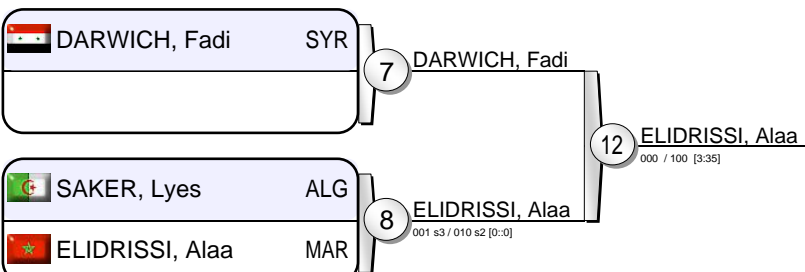 DARWICH, Fadi SYR
7 DARWICH, Fadi
12 ELIDRISSI, Alaa
000 / 100 [3:35]
SAKER, Lyes ALG
8 ELIDRISSI, Alaa
001 s3 / 010 s2 [0::0]
ELIDRISSI, Alaa MAR